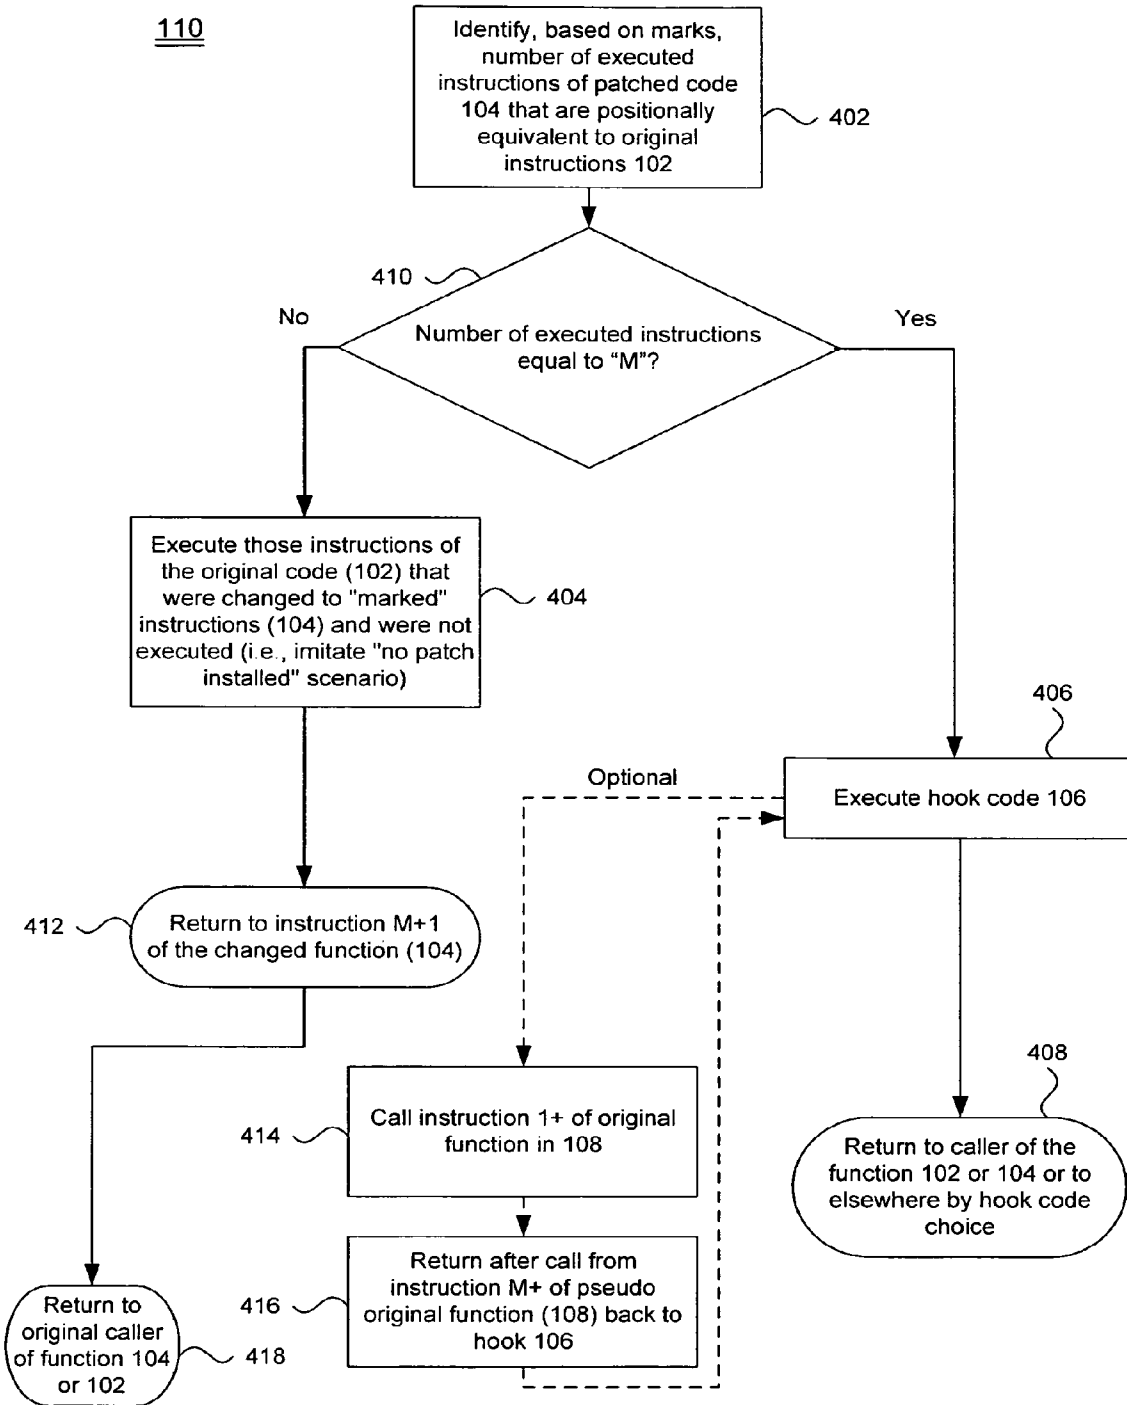 110
Identify, based on marks,
number of executed
instructions of patched code
104 that are positionally
equivalent to original
instructions 102
402
410
No
Yes
Number of executed instructions
equal to “M”?
Execute those instructions of
the original code (102) that
were changed to "marked"
instructions (104) and were not
executed (i.e., imitate "no patch
installed" scenario)
404
406
Optional
Execute hook code 106
412
Return to instruction M+1
of the changed function (104)
408
414
Call instruction 1+ of original
function in 108
Return to caller of the
function 102 or 104 or to
elsewhere by hook code
choice
416
Return after call from
instruction M+ of pseudo
original function (108) back to
hook 106
Return to
original caller
of function 104
or 102
418